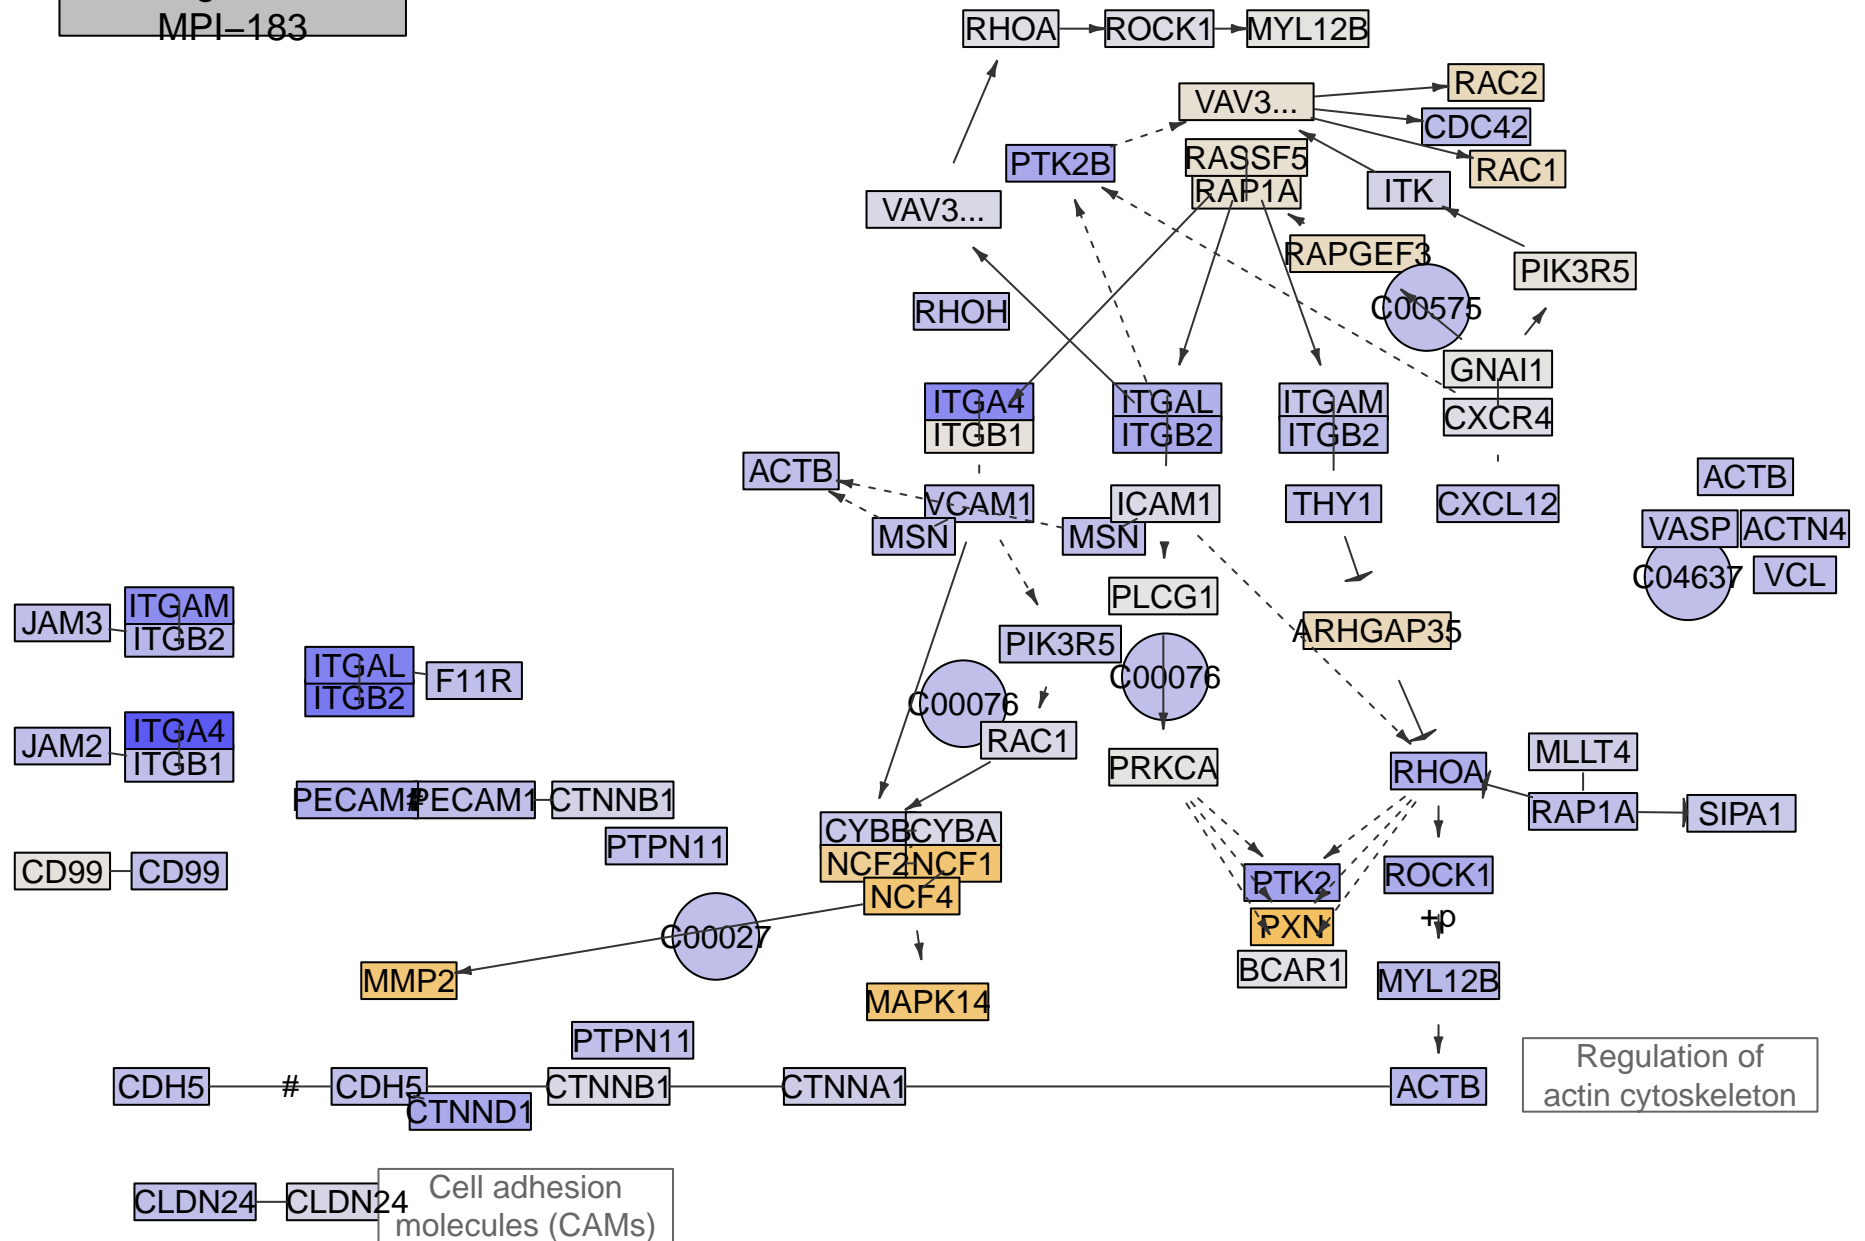 MPI–183
RHOA
ROCK1
MYL12B
VAV3...
RAC2
CDC42
RAC1
PTK2B
RASSF5
RAP1A
ITK
VAV3...
RAPGEF3
PIK3R5
C00575
RHOH
GNAI1
ITGA4
ITGAL
ITGAM
CXCR4
ITGB1
ITGB2
ITGB2
ACTB
ACTB
VCAM1
ICAM1
THY1
CXCL12
MSN
MSN
VASP
ACTN4
C04637
VCL
PLCG1
ITGAM
JAM3
ITGB2
ARHGAP35
PIK3R5
ITGAL
F11R
ITGB2
C00076
C00076
ITGA4
JAM2
ITGB1
RAC1
PRKCA
RHOA
MLLT4
PECAM1
#
PECAM1
CTNNB1
RAP1A
SIPA1
CYBB
CYBA
PTPN11
NCF2
NCF1
CD99
CD99
NCF4
PTK2
ROCK1
+p
PXN
C00027
BCAR1
MMP2
MYL12B
MAPK14
PTPN11
Regulation of
actin cytoskeleton
CDH5
#
CDH5
CTNNB1
CTNNA1
ACTB
CTNND1
CLDN24
CLDN24
Cell adhesion
molecules (CAMs)